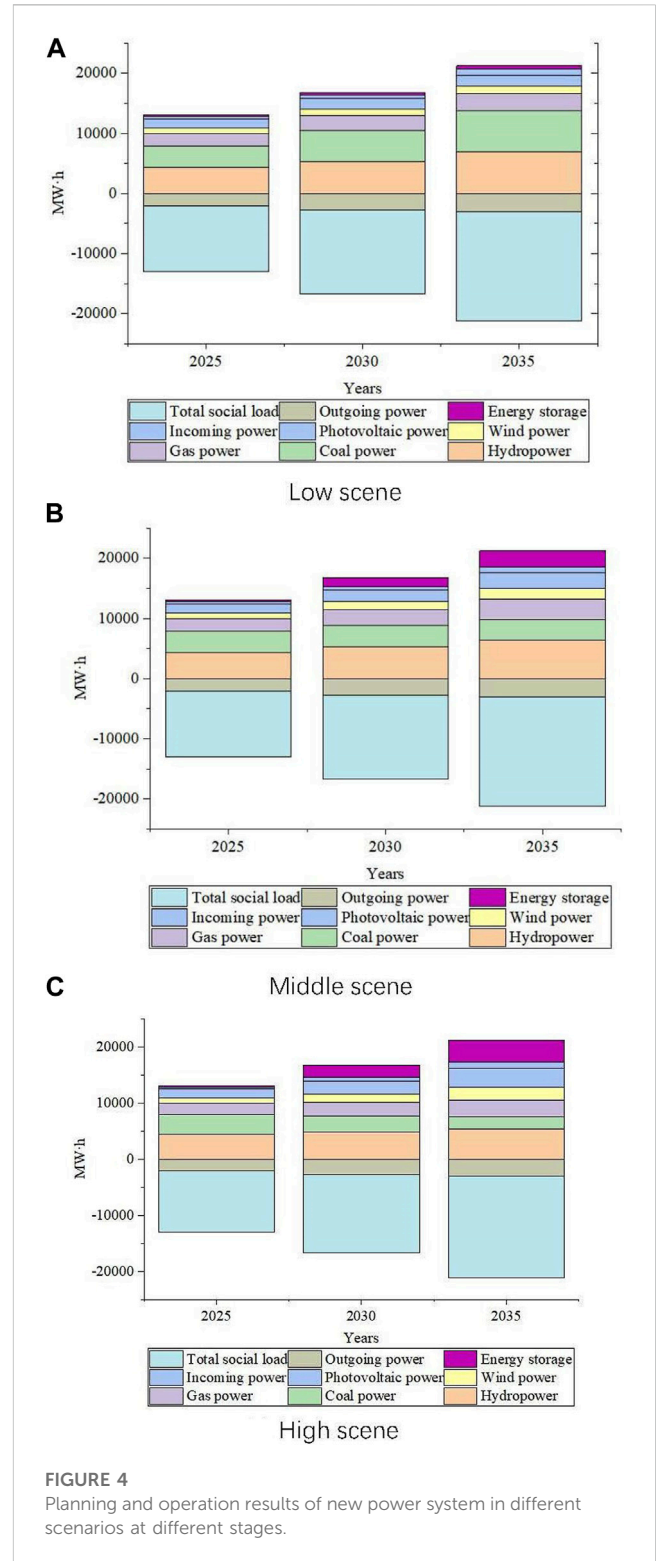 A
20000
10000
0
-10000
-20000
MW·h
2025 2030 2035
Years
Total social load Outgoing power Energy storage
Incoming power Photovoltaic power Wind power
Gas power Coal power Hydropower
Low scene
B
20000
10000
0
-10000
-20000
MW·h
2025 2030 2035
Years
Total social load Outgoing power Energy storage
Incoming power Photovoltaic power Wind power
Gas power Coal power Hydropower
Middle scene
C
20000
10000
0
-10000
-20000
MW·h
2025 2030 2035
Years
Total social load Outgoing power Energy storage
Incoming power Photovoltaic power Wind power
Gas power Coal power Hydropower
High scene
FIGURE 4
Planning and operation results of new power system in different
scenarios at different stages.